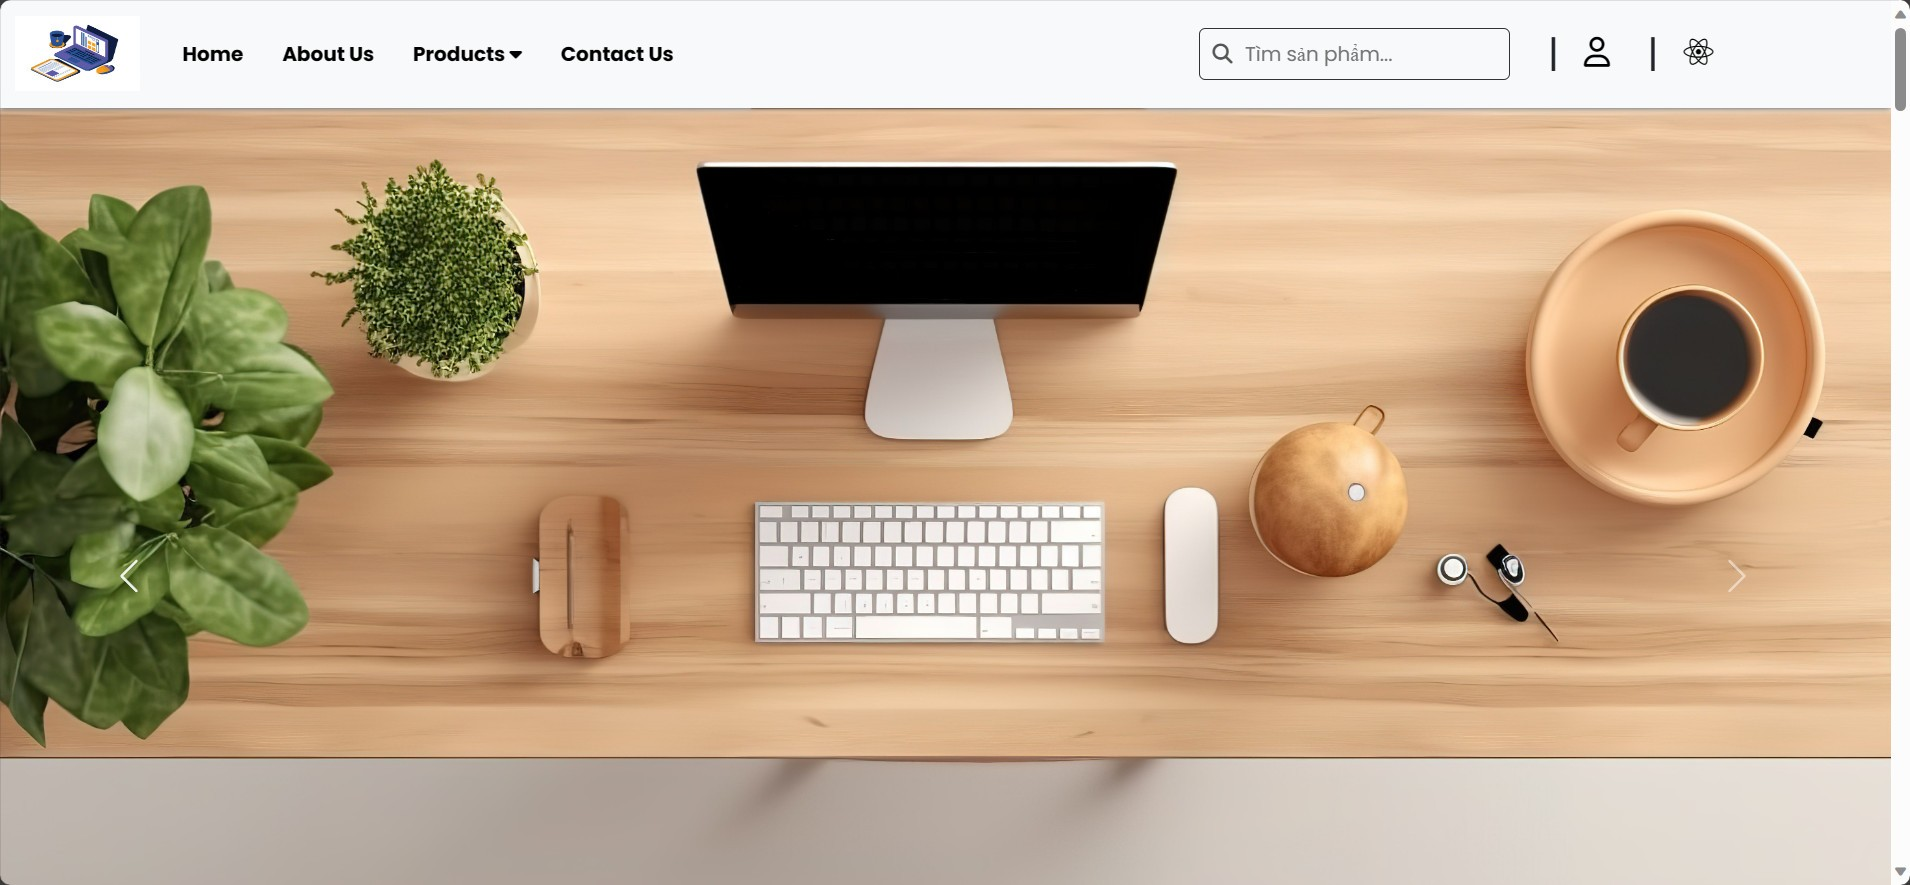 Home
About Us
Products
Contact Us
Tìm sản phẩm...